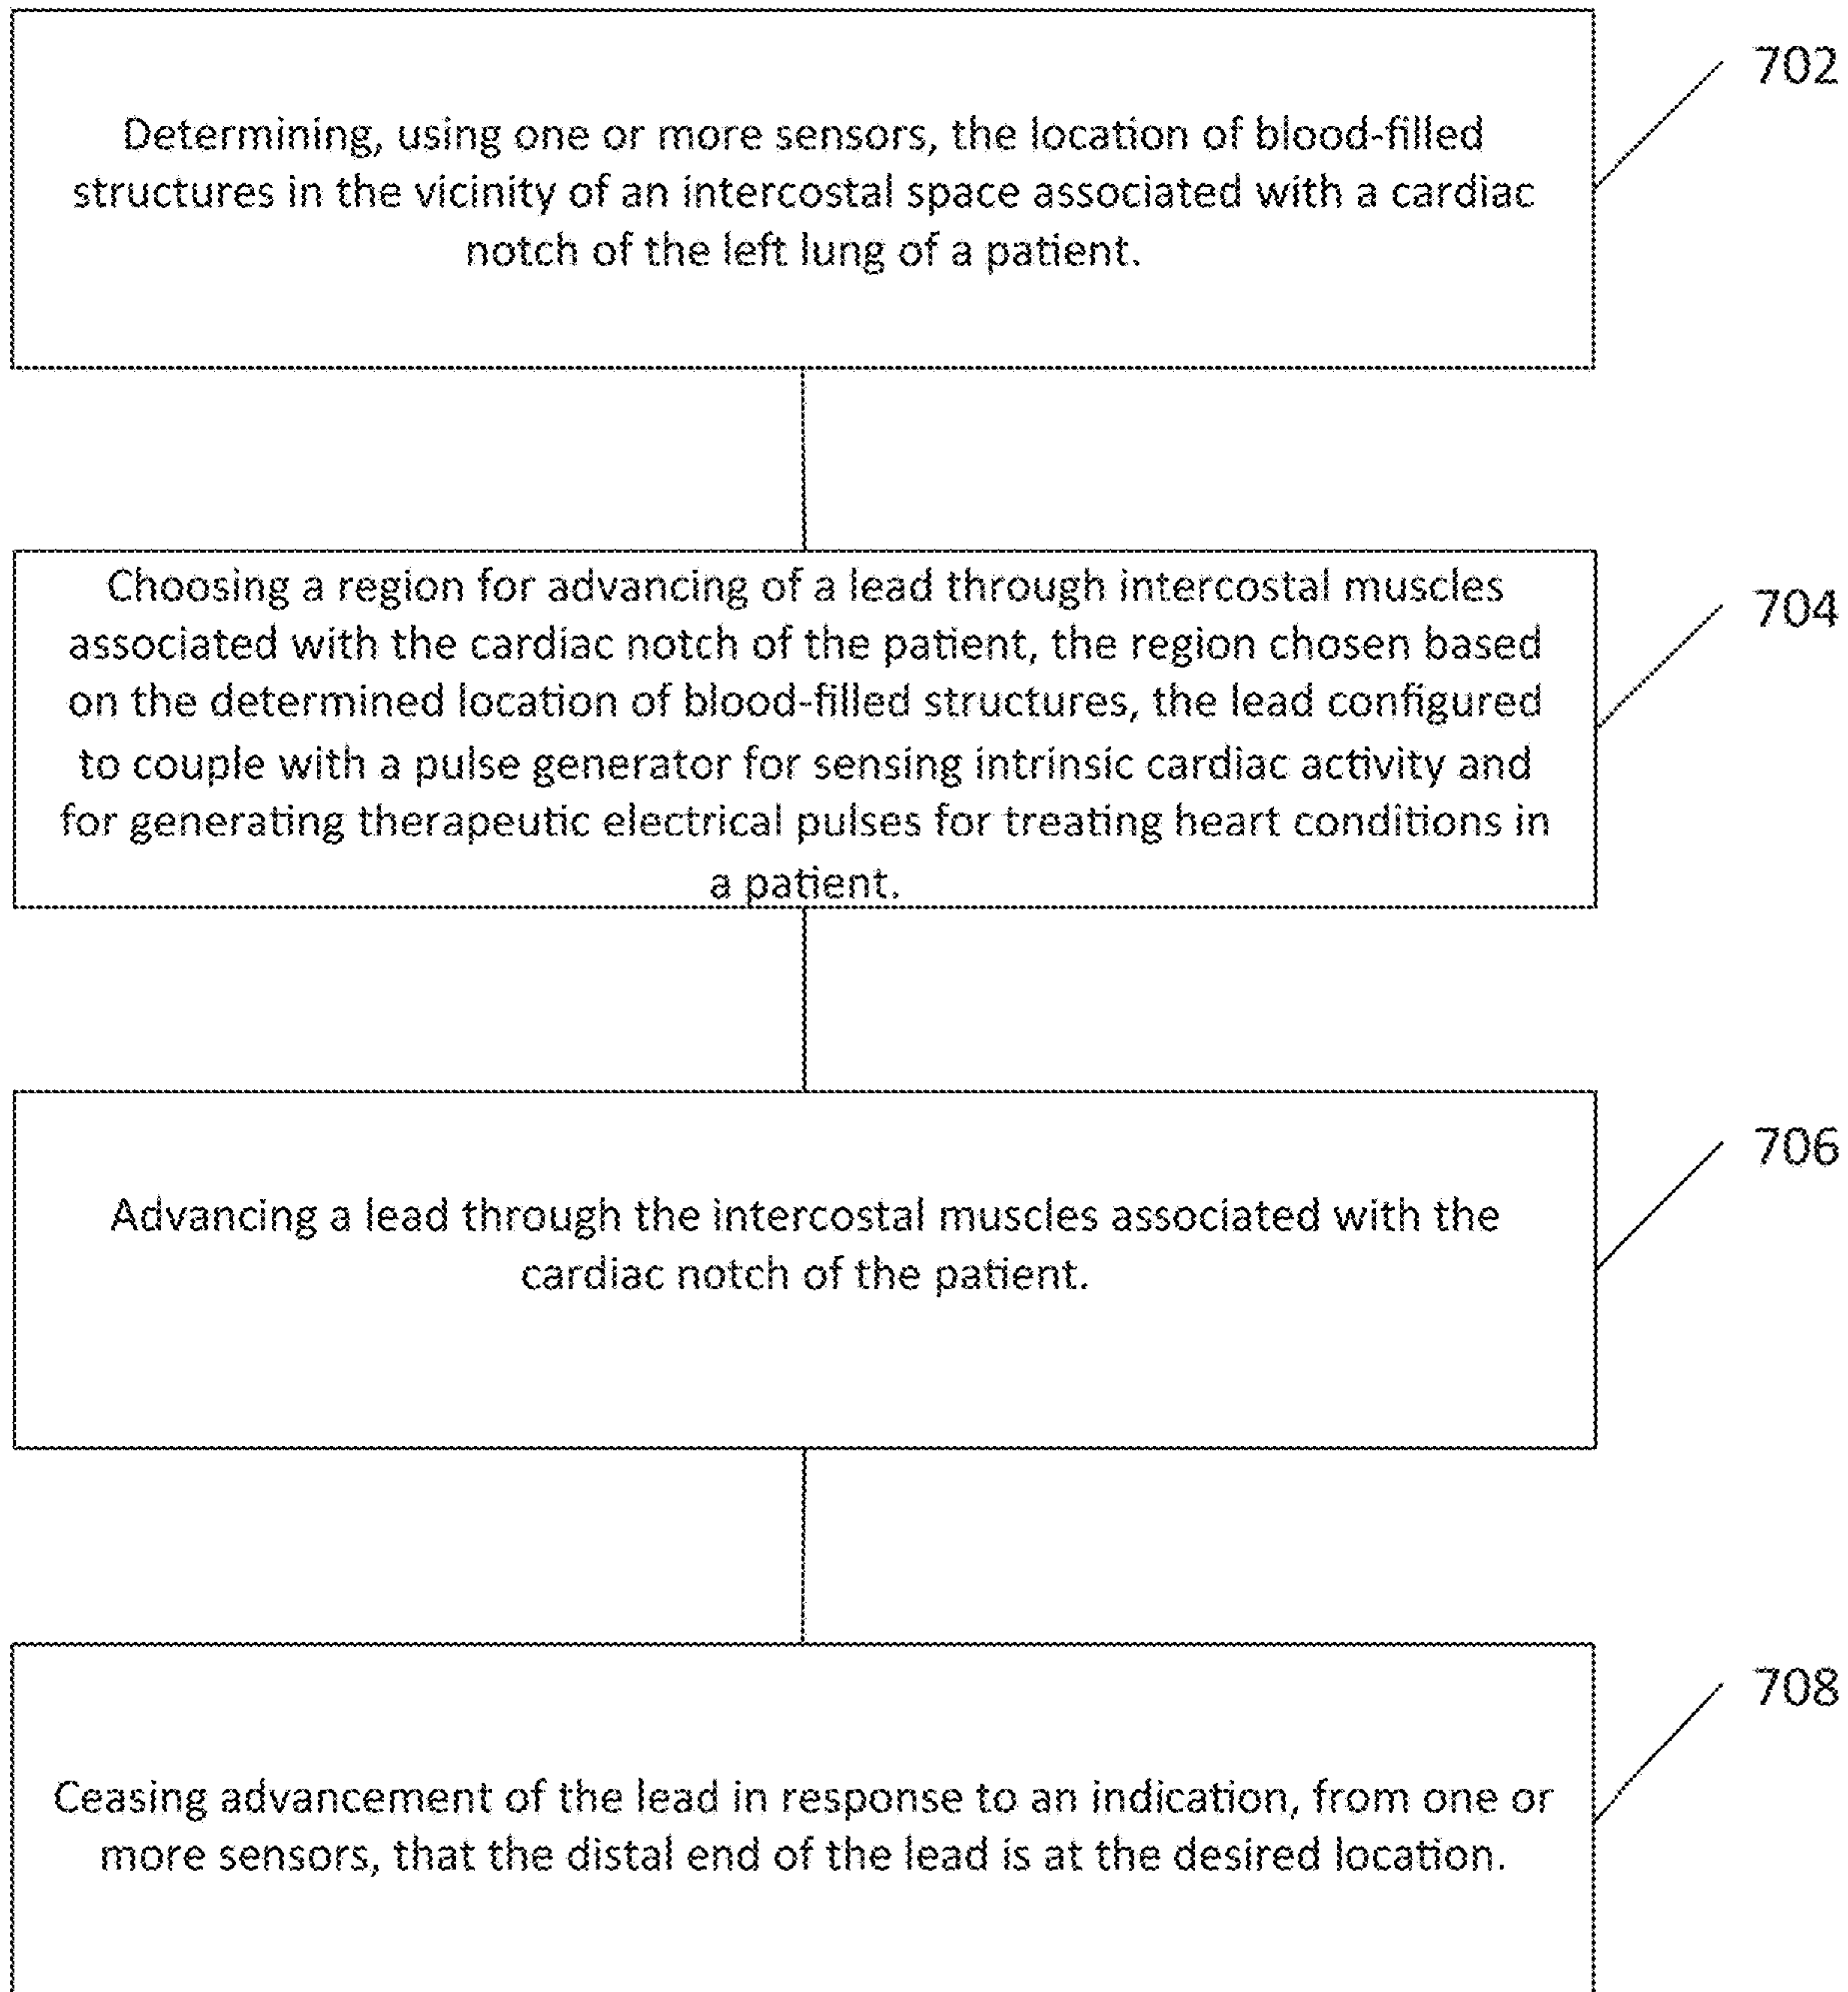 702
Determining, using one or more sensors, the location of blood-filled
structures in the vicinity of an intercostal space associated with a cardiac
notch of the left lung of a patient.
704
Choosing a region for advancing of a lead through intercostal muscles
associated with the cardiac notch of the patient, the region chosen based
on the determined location of blood-filled structures, the lead configured
to couple with a pulse generator for sensing intrinsic cardiac activity and
for generating therapeutic electrical pulses for treating heart conditions in
a patient.
706
Advancing a lead through the intercostal muscles associated with the
cardiac notch of the patient.
708
Ceasing advancement of the lead in response to an indication, from one or
more sensors, that the distal end of the lead is at the desired location.